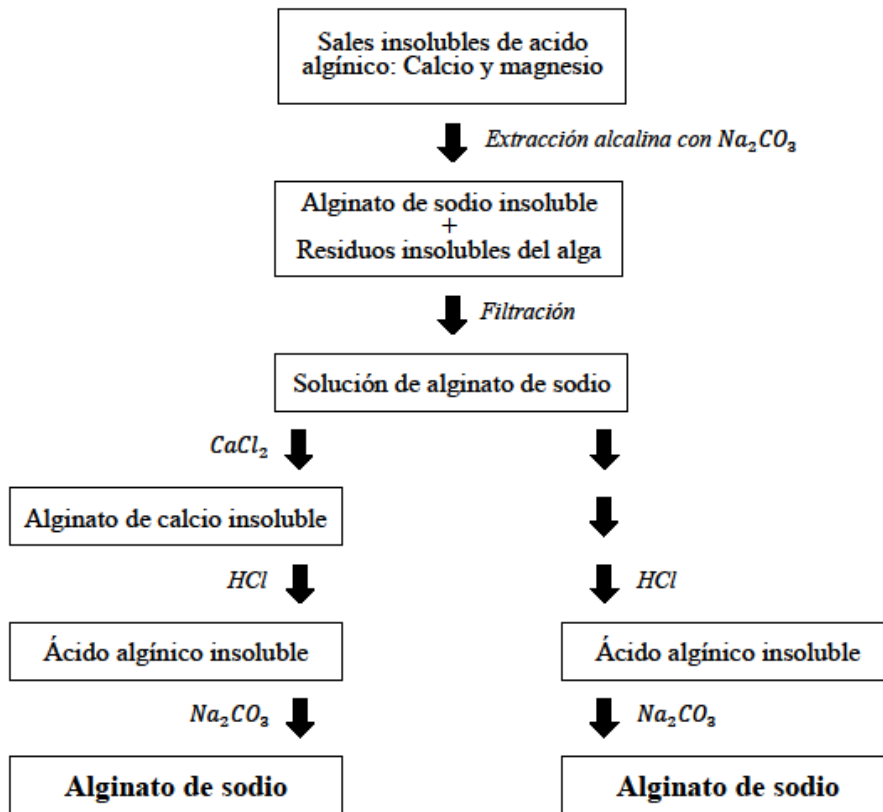 Sales insolubles de acido
algínico: Calcio y magnesio
Extracción alcalina con Na₂CO₃
Alginato de sodio insoluble
+
Residuos insolubles del alga
Filtración
Solución de alginato de sodio
CaCl₂
Alginato de calcio insoluble
HCl
HCl
Ácido algínico insoluble
Ácido algínico insoluble
Na₂CO₃
Na₂CO₃
Alginato de sodio
Alginato de sodio